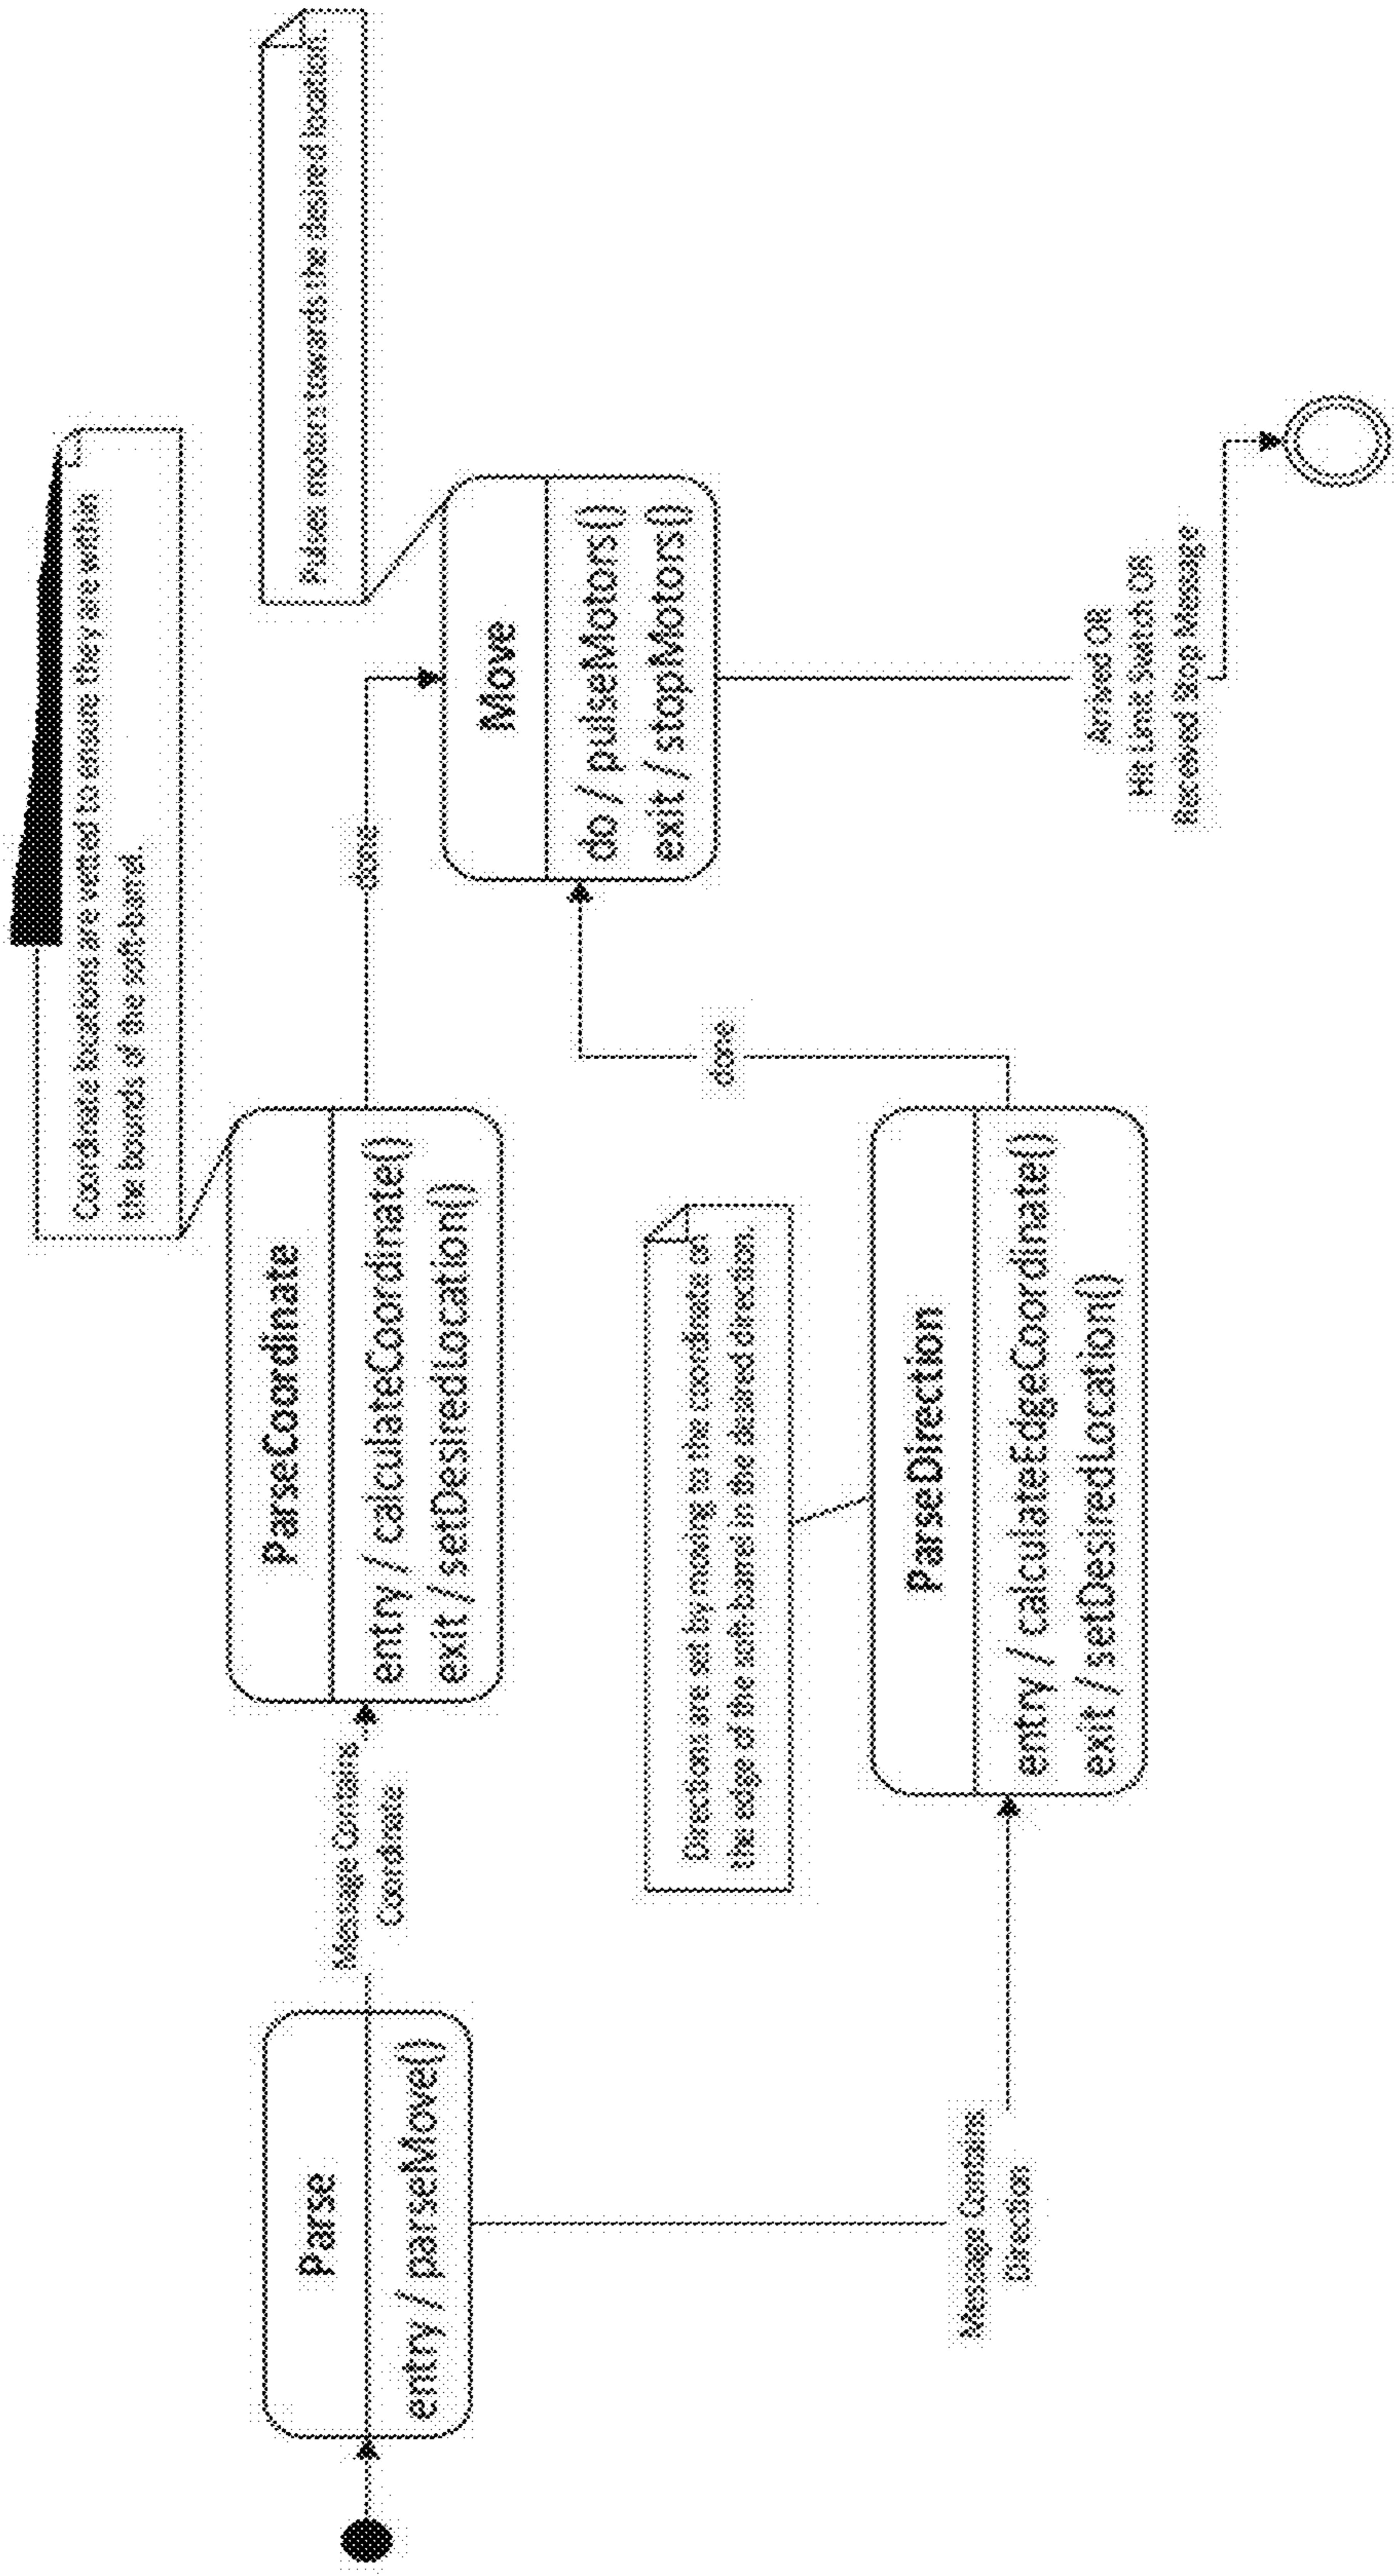 Parse
entry / parseMove()
Message Contains
Coordinate
ParseCoordinate
entry / calculateCoordinate()
exit / setDesiredLocation()
Coordinate locations are vetted to ensure they are within
the bounds of the soft-barrel.
done
Move
do / pulseMotors()
exit / stopMotors()
Pulser motors towards the desired location.
Directions are set by moving to the coordinates of
the edge of the soft-barrel in the desired direction.
Message Contains
Direction
ParseDirection
entry / calculateEdgeCoordinate()
exit / setDesiredLocation()
done
Arrived OR
Hit Limit Switch OR
Received Stop Message